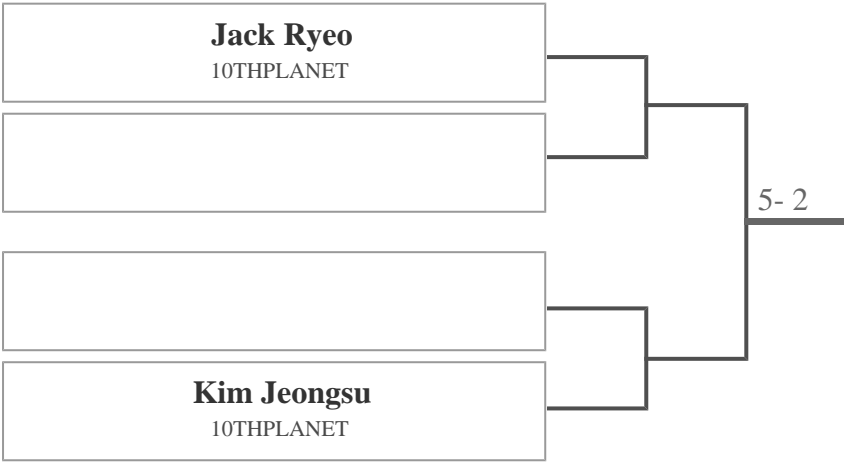 Jack Ryeo
10THPLANET
5- 2
Kim Jeongsu
10THPLANET